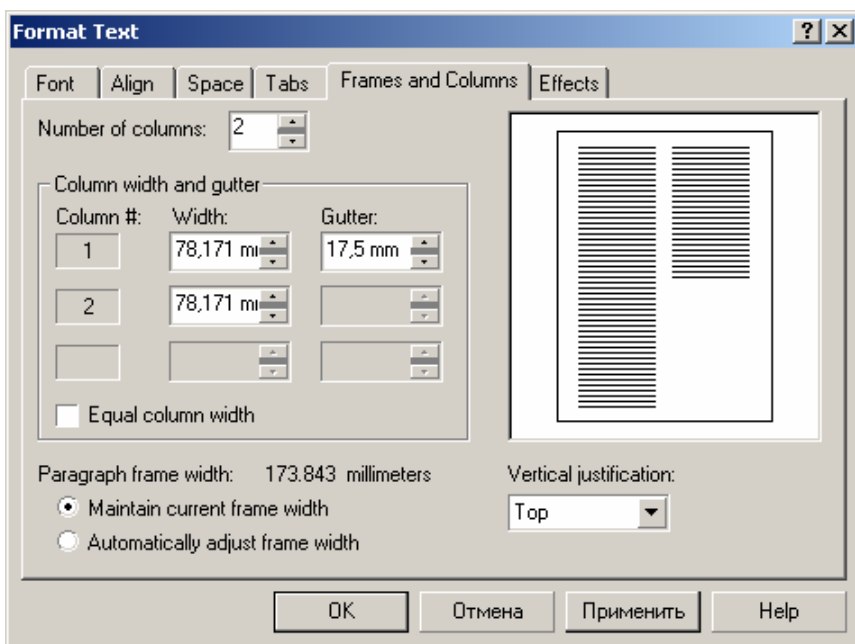 Format Text
Font Align Space Tabs Frames and Columns Effects
Number of columns: 2
Column width and gutter
Column #: Width: Gutter:
1 78,171 mm 17,5 mm
2 78,171 mm
Equal column width
Paragraph frame width: 173.843 millimeters
Maintain current frame width
Automatically adjust frame width
Vertical justification:
Top
OK Отмена Применить Help